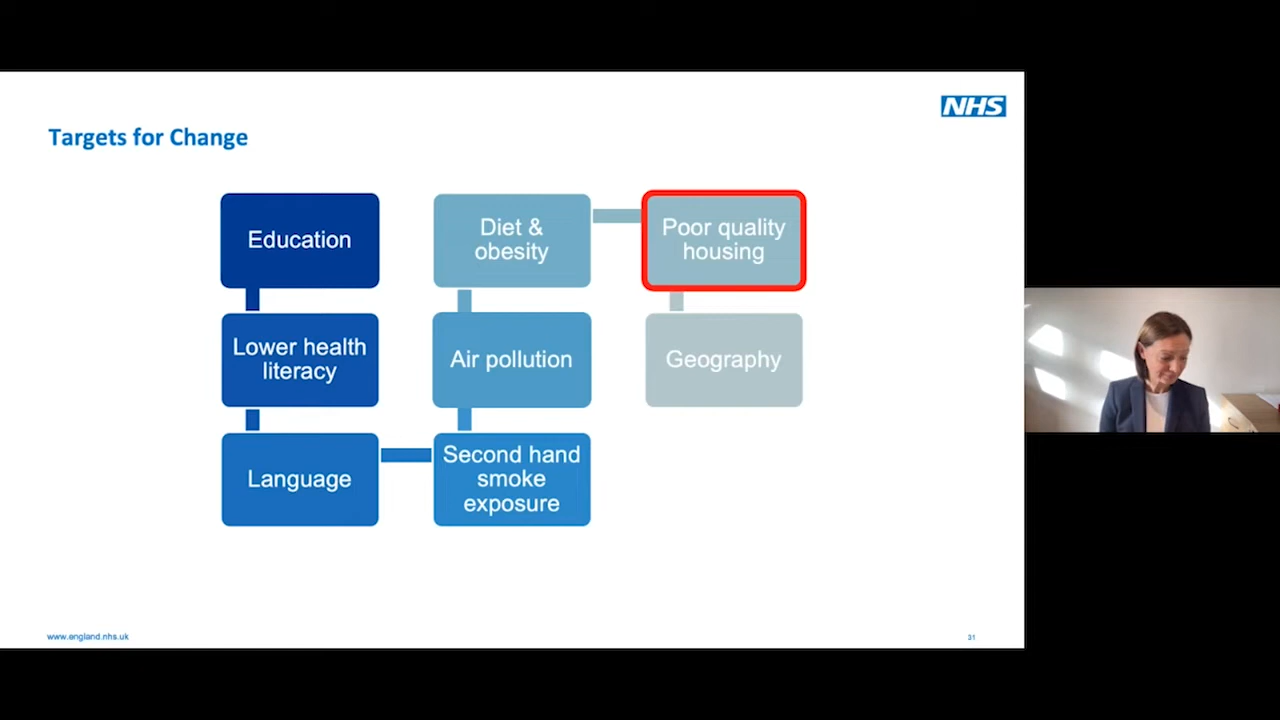 NHS
Targets for Change
Education
Lower health
literacy
Language
Second hand
smoke
exposure
Air pollution
Diet &
obesity
Poor quality
housing
Geography
www.england.nhs.uk
31